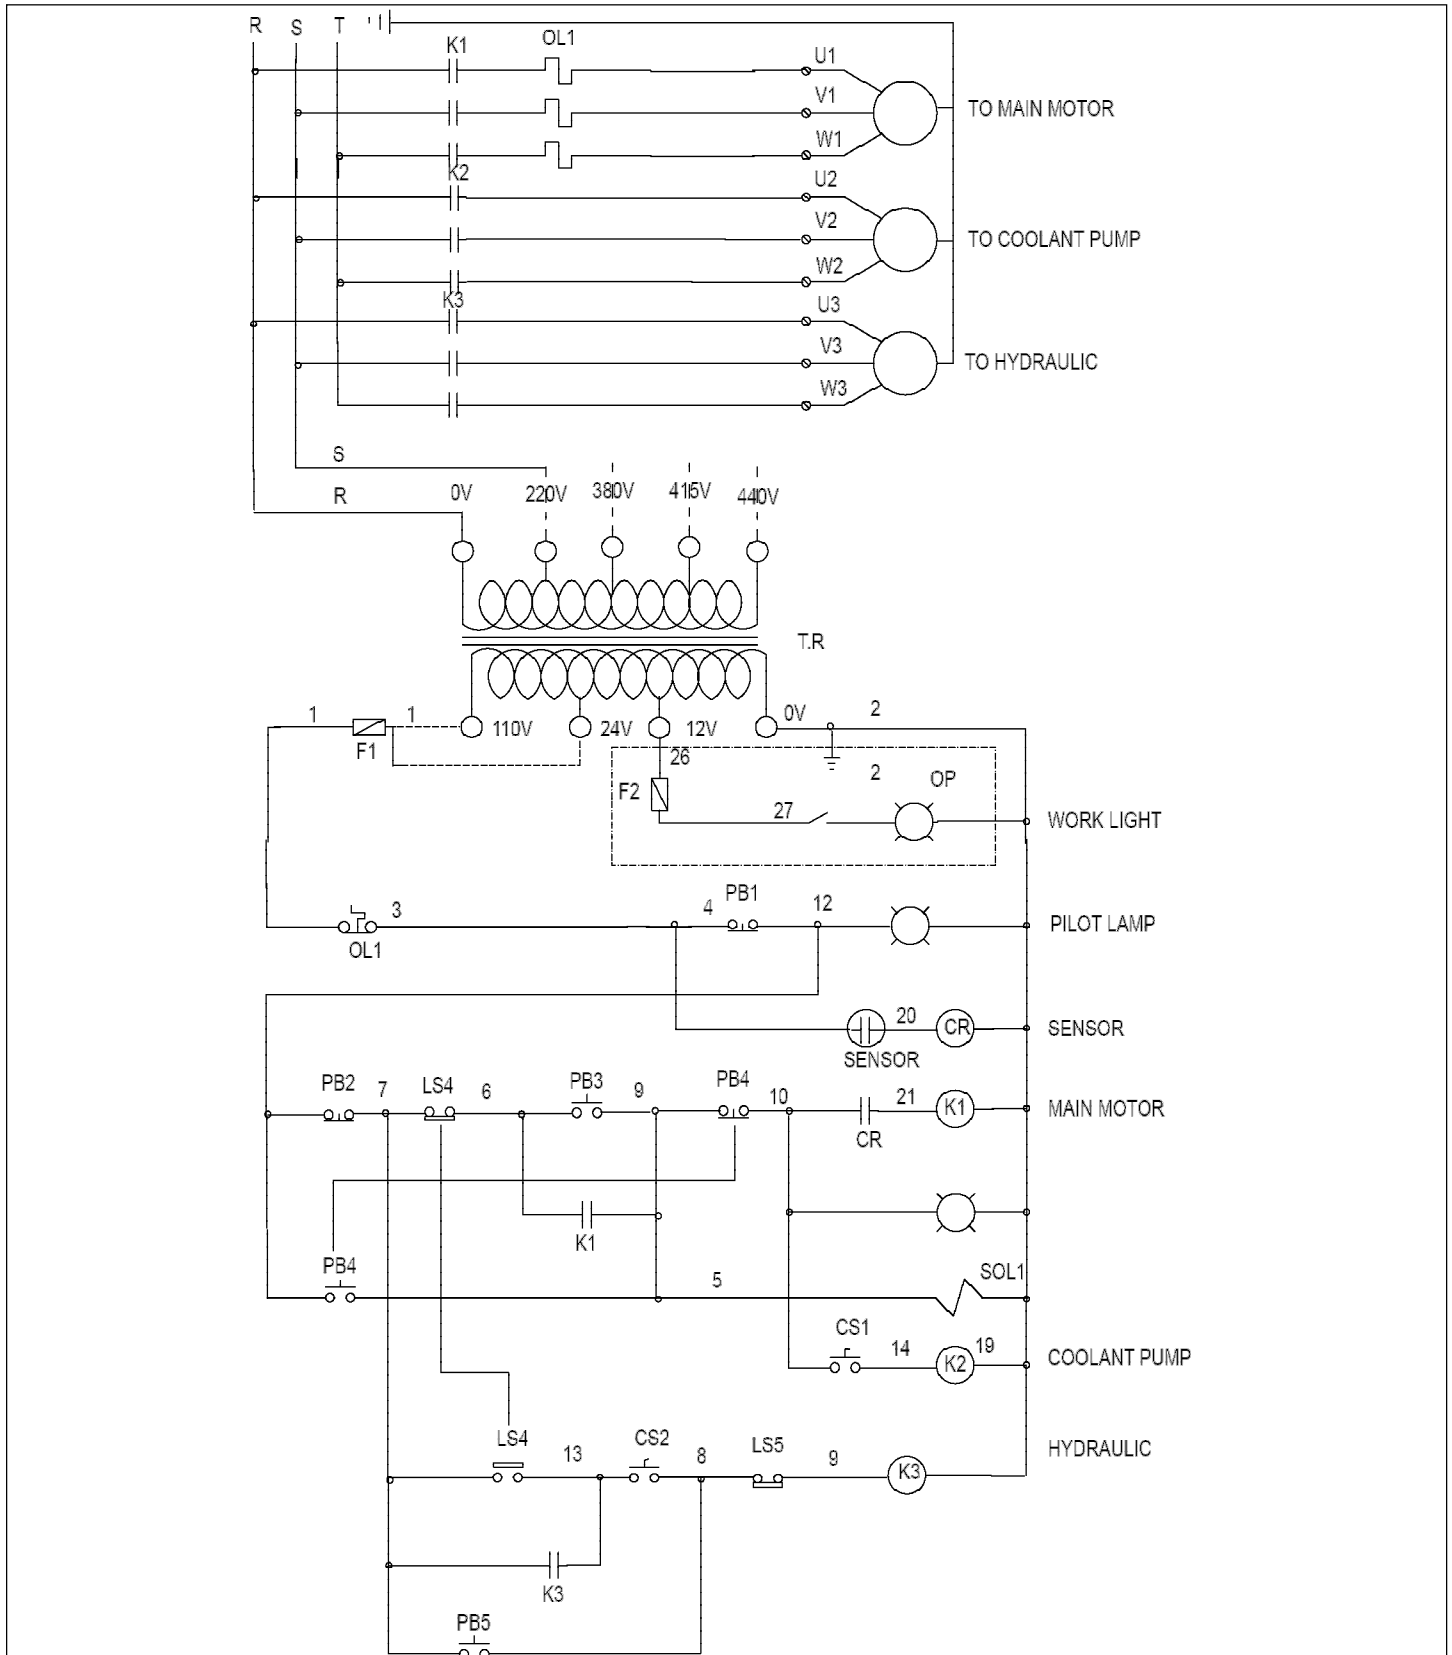 R S T
K1 OL1 U1
V1 TO MAIN MOTOR
W1
K2 U2
V2
TO COOLANT PUMP
W2
K3 U3
V3
TO HYDRAULIC
W3
S
R 0V 220V 380V 415V 440V
T.R
1 1 110V 24V 12V 0V 2
F1 26
F2 2 OP
27 WORK LIGHT
PB1
3 4 12
OL1 PILOT LAMP
20 CR SENSOR
SENSOR
PB2 7 LS4 6 PB3 9 PB4 10 21 K1 MAIN MOTOR
CR
K1
PB4 5 SOL1
CS1 14 K2 19 COOLANT PUMP
LS4 13 CS2 8 LS5 9 K3 HYDRAULIC
K3
PB5